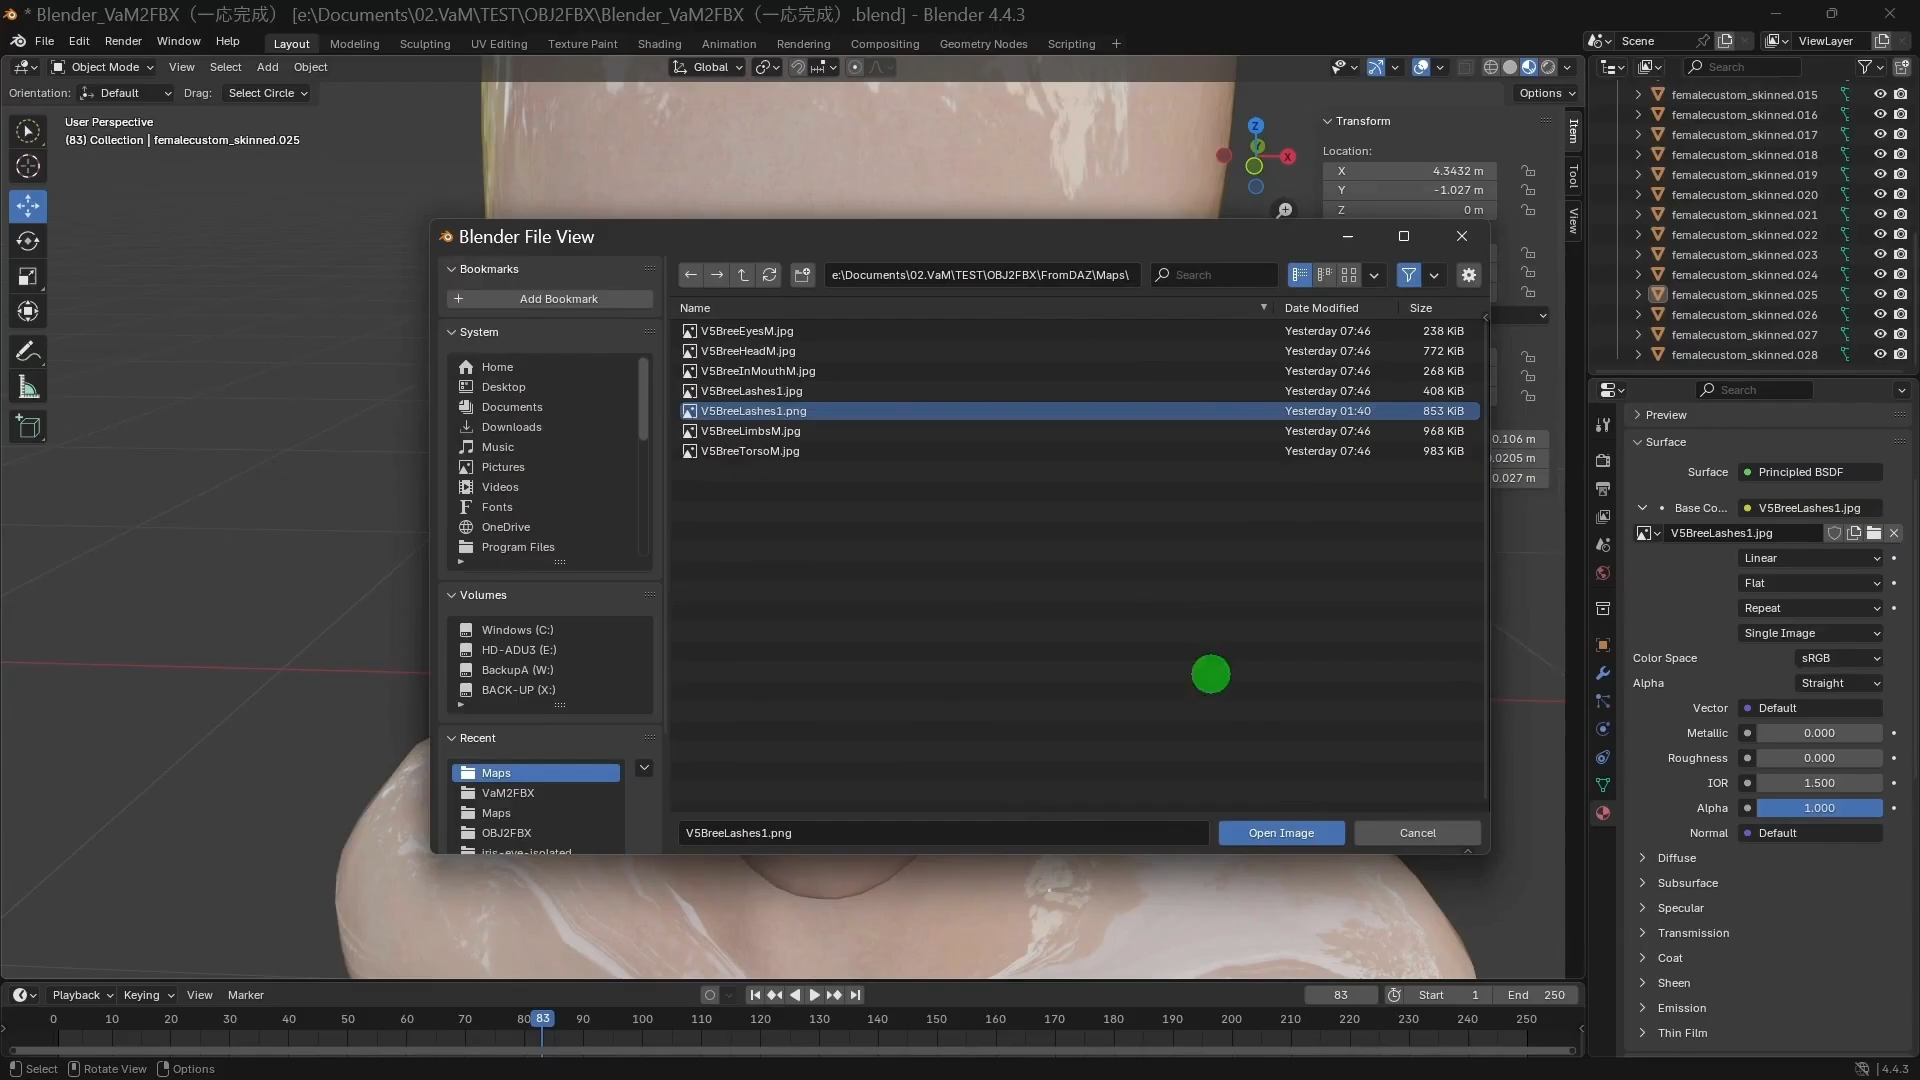 * Blender_VaM2FBX（一応完成） [e:\Documents\02.VaM\TEST\OBJ2FBX\Blender_VaM2FBX（一応完成）.blend] - Blender 4.4.3
File Edit Render Window Help Layout Modeling Sculpting UV Editing Texture Paint Shading Animation Rendering Compositing Geometry Nodes Scripting + Scene ViewLayer
Object Mode View Select Add Object Global Search
Orientation: Default Drag: Select Circle Options
User Perspective
(83) Collection | femalecustom_skinned.025
Z
Y
X
Transform
Location:
X 4.3432 m
Y -1.027 m
Z 0 m
Item
Tool
View
0.106 m
0.0205 m
0.027 m
femalecustom_skinned.015
femalecustom_skinned.016
femalecustom_skinned.017
femalecustom_skinned.018
femalecustom_skinned.019
femalecustom_skinned.020
femalecustom_skinned.021
femalecustom_skinned.022
femalecustom_skinned.023
femalecustom_skinned.024
femalecustom_skinned.025
femalecustom_skinned.026
femalecustom_skinned.027
femalecustom_skinned.028
Blender File View
Bookmarks
+ Add Bookmark
System
Home
Desktop
Documents
Downloads
Music
Pictures
Videos
Fonts
OneDrive
Program Files
Volumes
Windows (C:)
HD-ADU3 (E:)
BackupA (W:)
BACK-UP (X:)
Recent
Maps
VaM2FBX
Maps
OBJ2FBX
iris-eye-isolated
e:\Documents\02.VaM\TEST\OBJ2FBX\FromDAZ\Maps\ Search
Name Date Modified Size
V5BreeEyesM.jpg Yesterday 07:46 238 KiB
V5BreeHeadM.jpg Yesterday 07:46 772 KiB
V5BreeInMouthM.jpg Yesterday 07:46 268 KiB
V5BreeLashes1.jpg Yesterday 07:46 408 KiB
V5BreeLashes1.png Yesterday 01:40 853 KiB
V5BreeLimbsM.jpg Yesterday 07:46 968 KiB
V5BreeTorsoM.jpg Yesterday 07:46 983 KiB
V5BreeLashes1.png Open Image Cancel
Search
Preview
Surface
Surface Principled BSDF
Base Co... V5BreeLashes1.jpg
V5BreeLashes1.jpg
Linear
Flat
Repeat
Single Image
Color Space sRGB
Alpha Straight
Vector Default
Metallic 0.000
Roughness 0.000
IOR 1.500
Alpha 1.000
Normal Default
Diffuse
Subsurface
Specular
Transmission
Coat
Sheen
Emission
Thin Film
Playback Keying View Marker 83 Start 1 End 250
0 10 20 30 40 50 60 70 80 83 90 100 110 120 130 140 150 160 170 180 190 200 210 220 230 240 250
Select Rotate View Options 4.4.3